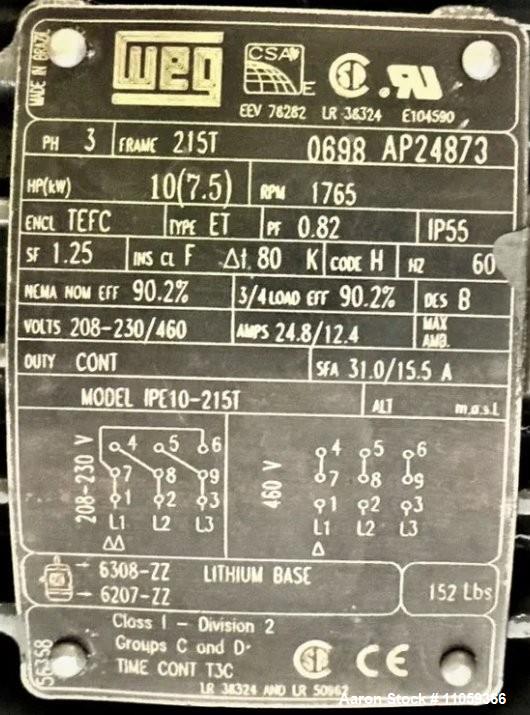 MADE IN BRAZIL
WEG
CSA E
EEV 78282 LR 38324 E104590
PH 3 FRAME 215T 0698 AP24873
HP(kW) 10(7.5) RPM 1765
ENCL TEFC TYPE ET PF 0.82 IP55
SF 1.25 INS CL F Δt 80 K CODE H HZ 60
NEMA NOM EFF 90.2% 3/4 LOAD EFF 90.2% DES B
VOLTS 208-230/460 AMPS 24.8/12.4 MAX AMB.
DUTY CONT SFA 31.0/15.5 A
MODEL IPE10-215T ALT m.a.s.l.
208-230 V
4 5 6
7 8 9
1 2 3
L1 L2 L3
ΔΔ
460 V
4 5 6
7 8 9
1 2 3
L1 L2 L3
Δ
→ 6308-ZZ LITHIUM BASE
→ 6207-ZZ
152 Lbs
Class I - Division 2
Groups C and D
TIME CONT T3C
CE
LR 38324 AND LR 50962
Aaron Stock # 11059366